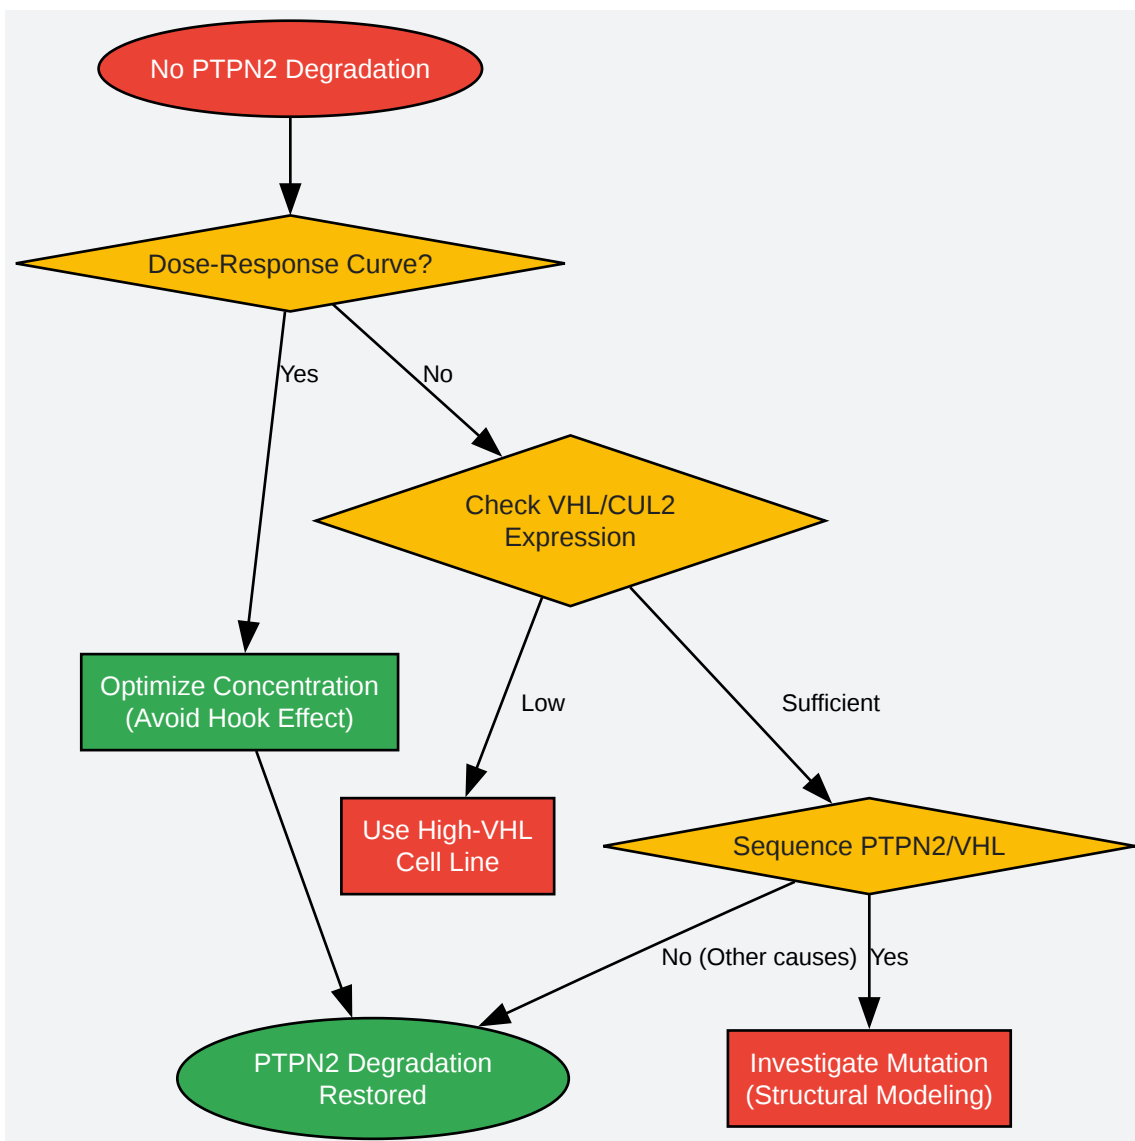 No PTPN2 Degradation
Dose-Response Curve?
Yes
No
Check VHL/CUL2
Expression
Optimize Concentration
(Avoid Hook Effect)
Low
Sufficient
Use High-VHL
Cell Line
Sequence PTPN2/VHL
No (Other causes)
Yes
PTPN2 Degradation
Restored
Investigate Mutation
(Structural Modeling)